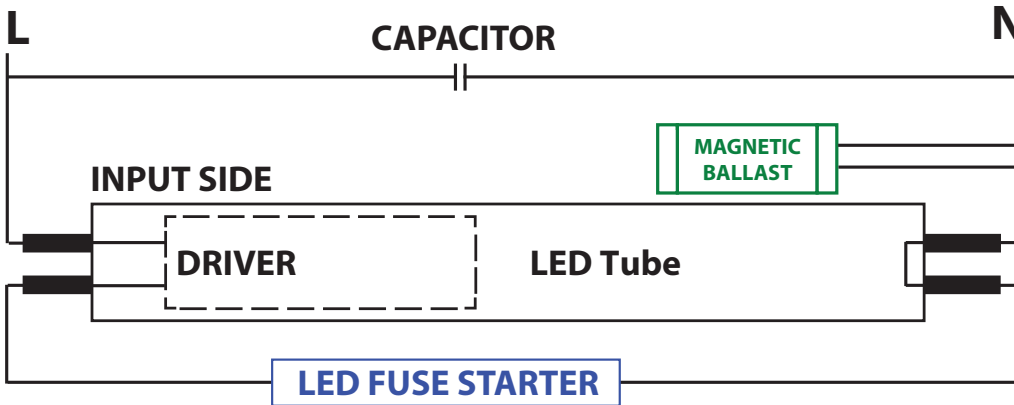 L
CAPACITOR
N
MAGNETIC
BALLAST
INPUT SIDE
DRIVER
LED Tube
LED FUSE STARTER